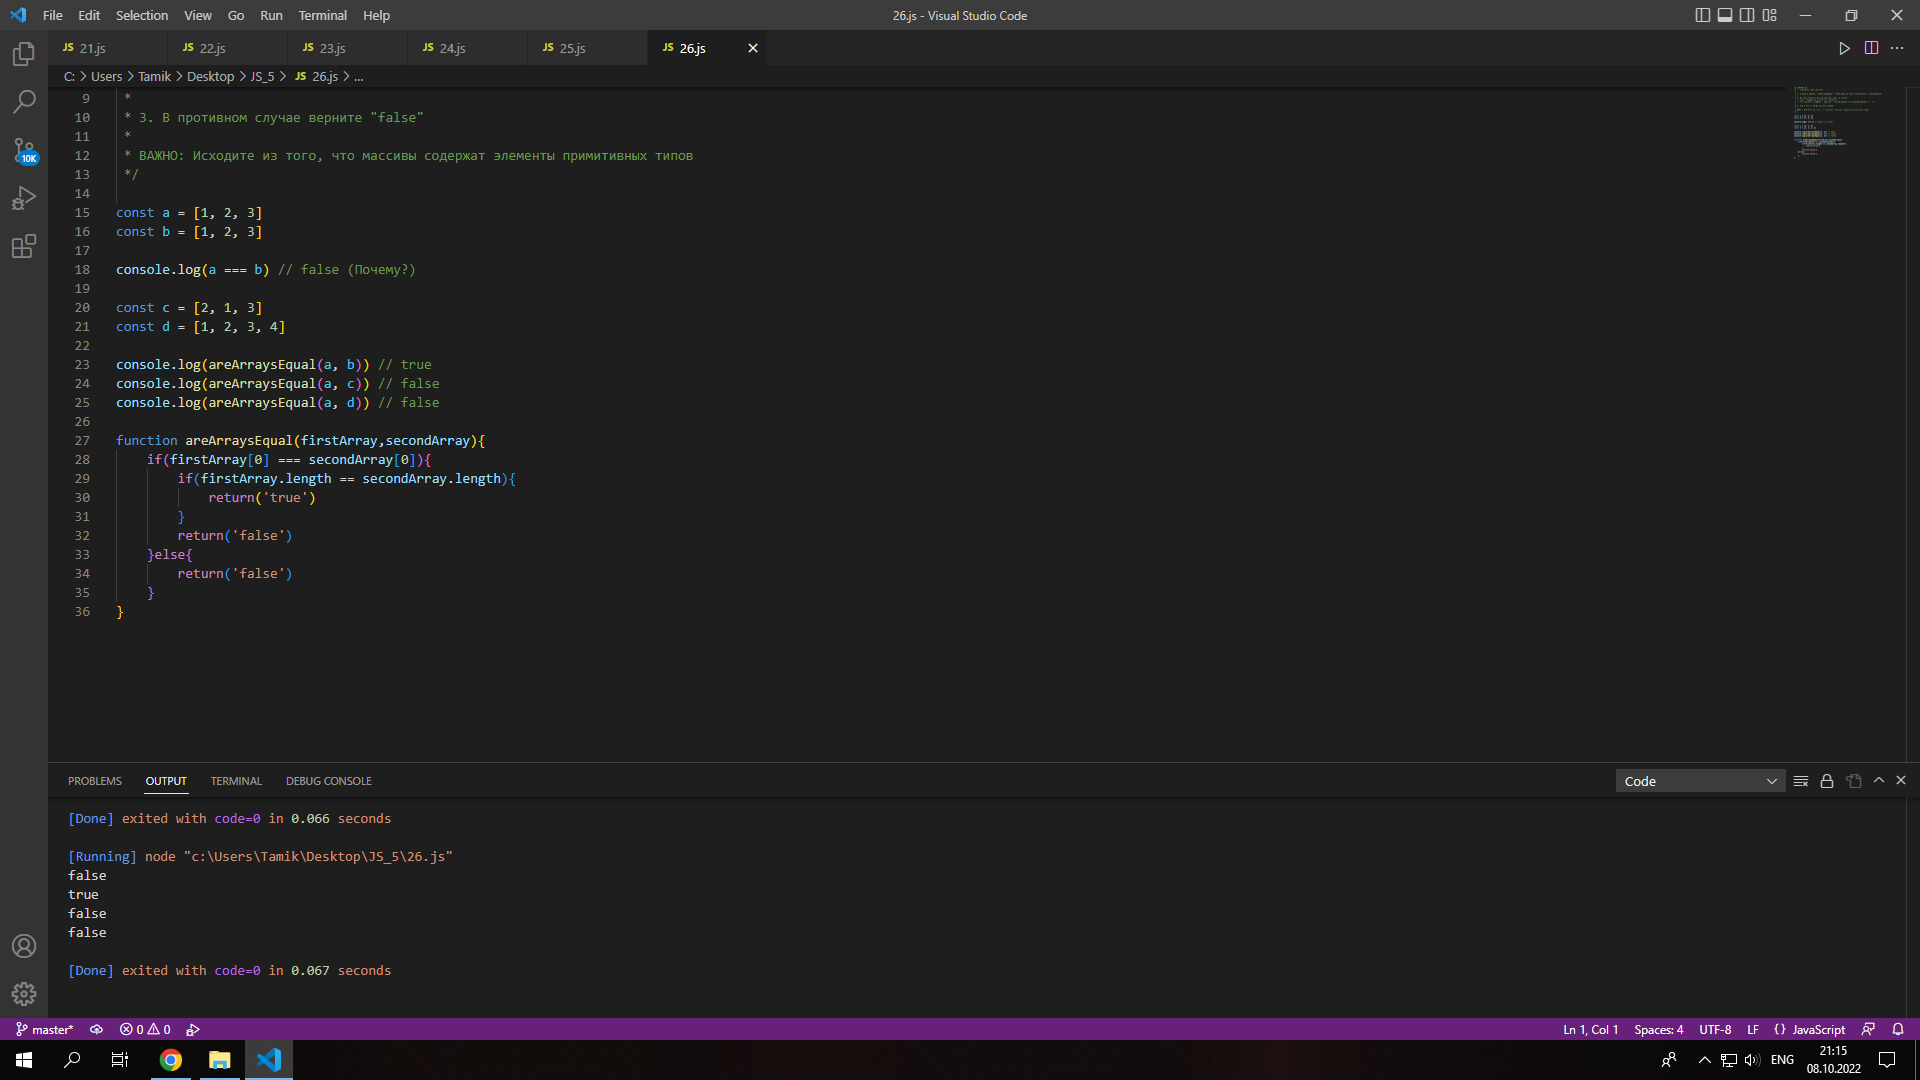 File Edit Selection View Go Run Terminal Help
26.js - Visual Studio Code
JS 21.js
JS 22.js
JS 23.js
JS 24.js
JS 25.js
JS 26.js
C: > Users > Tamik > Desktop > JS_5 > JS 26.js > ...
9 *
10 * 3. В противном случае верните "false"
11 *
12 * ВАЖНО: Исходите из того, что массивы содержат элементы примитивных типов
13 */
14
15 const a = [1, 2, 3]
16 const b = [1, 2, 3]
17
18 console.log(a === b) // false (Почему?)
19
20 const c = [2, 1, 3]
21 const d = [1, 2, 3, 4]
22
23 console.log(areArraysEqual(a, b)) // true
24 console.log(areArraysEqual(a, c)) // false
25 console.log(areArraysEqual(a, d)) // false
26
27 function areArraysEqual(firstArray,secondArray){
28 if(firstArray[0] === secondArray[0]){
29 if(firstArray.length == secondArray.length){
30 return('true')
31 }
32 return('false')
33 }else{
34 return('false')
35 }
36 }
10K
PROBLEMS OUTPUT TERMINAL DEBUG CONSOLE
Code
[Done] exited with code=0 in 0.066 seconds
[Running] node "c:\Users\Tamik\Desktop\JS_5\26.js"
false
true
false
false
[Done] exited with code=0 in 0.067 seconds
master* 0 0
Ln 1, Col 1 Spaces: 4 UTF-8 LF {} JavaScript
ENG
21:15
08.10.2022